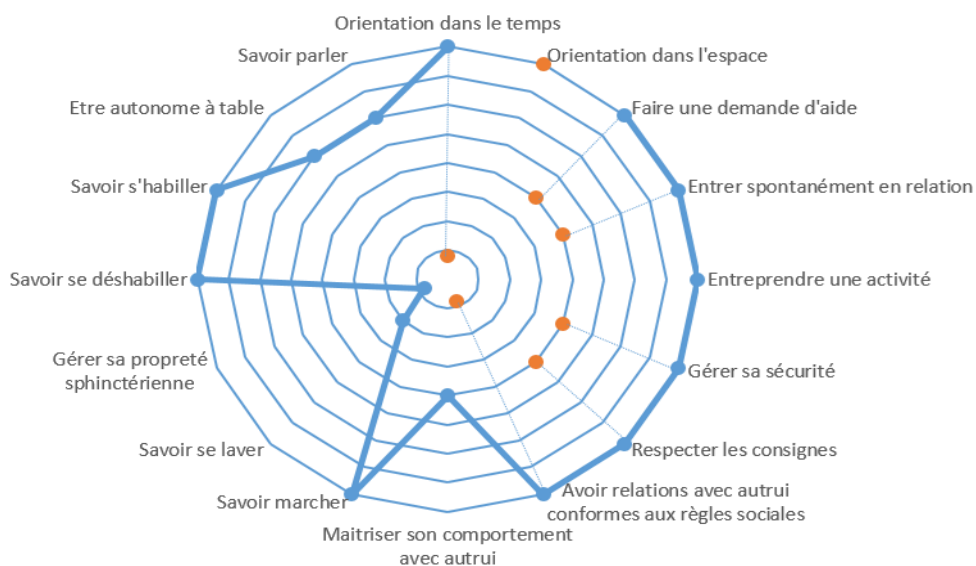 Orientation dans le temps
Orientation dans l'espace
Faire une demande d'aide
Entrer spontanément en relation
Entreprendre une activité
Gérer sa sécurité
Respecter les consignes
Avoir relations avec autrui
conformes aux règles sociales
Maitriser son comportement
avec autrui
Savoir marcher
Savoir se laver
Gérer sa propreté
sphinctérienne
Savoir se déshabiller
Savoir s'habiller
Etre autonome à table
Savoir parler